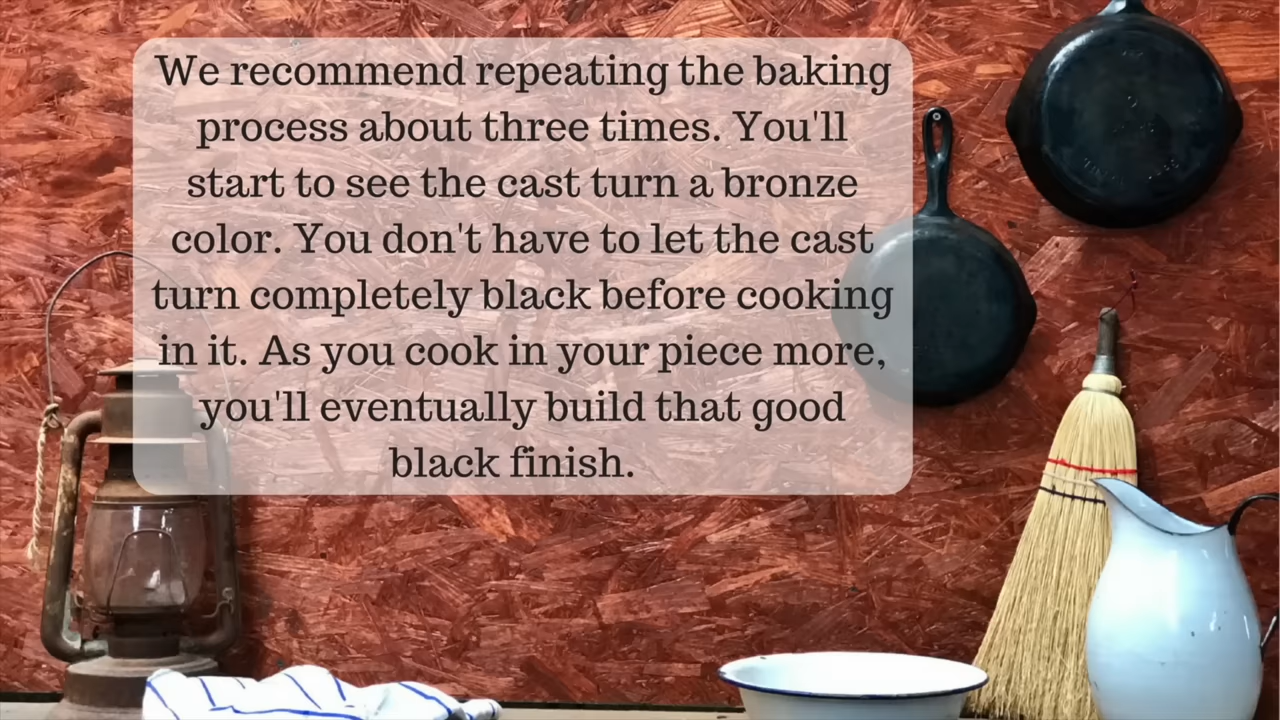 We recommend repeating the baking
process about three times. You'll
start to see the cast turn a bronze
color. You don't have to let the cast
turn completely black before cooking
in it. As you cook in your piece more,
you'll eventually build that good
black finish.